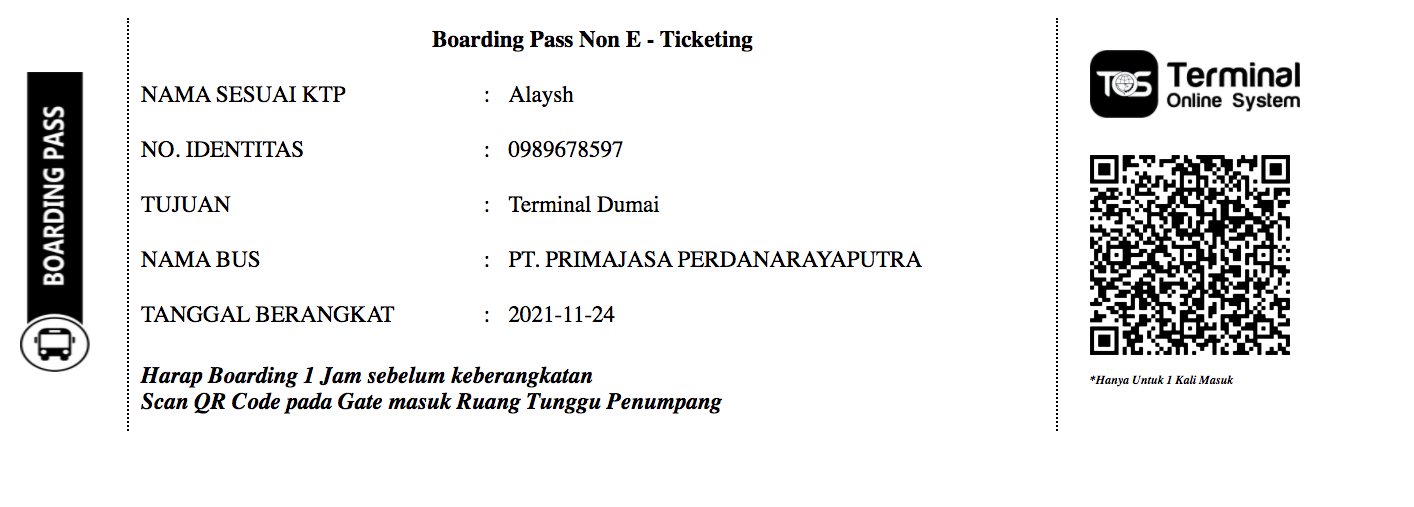 BOARDING PASS
Boarding Pass Non E - Ticketing
NAMA SESUAI KTP : Alaysh
NO. IDENTITAS : 0989678597
TUJUAN : Terminal Dumai
NAMA BUS : PT. PRIMAJASA PERDANARAYAPUTRA
TANGGAL BERANGKAT : 2021-11-24
Harap Boarding 1 Jam sebelum keberangkatan
Scan QR Code pada Gate masuk Ruang Tunggu Penumpang
TOS
Terminal
Online System
*Hanya Untuk 1 Kali Masuk